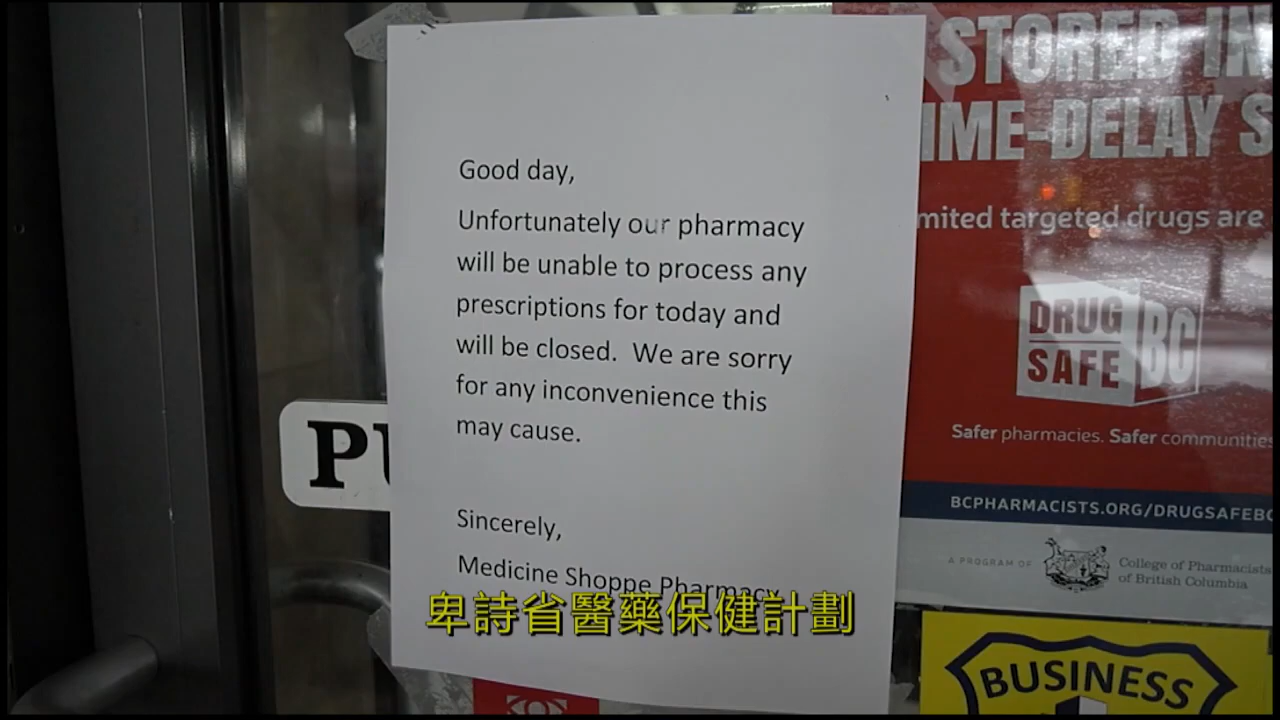 Good day,
Unfortunately our pharmacy
will be unable to process any
prescriptions for today and
will be closed. We are sorry
for any inconvenience this
may cause.
Sincerely,
Medicine Shoppe Pharmacy
卑詩省醫藥保健計劃
PU
STORED IN
IME-DELAY S
mited targeted drugs are
DRUG
SAFE
BC
Safer pharmacies. Safer communities
BCPHARMACISTS.ORG/DRUGSAFEBC
A PROGRAM OF
College of Pharmacists
of British Columbia
BUSINESS